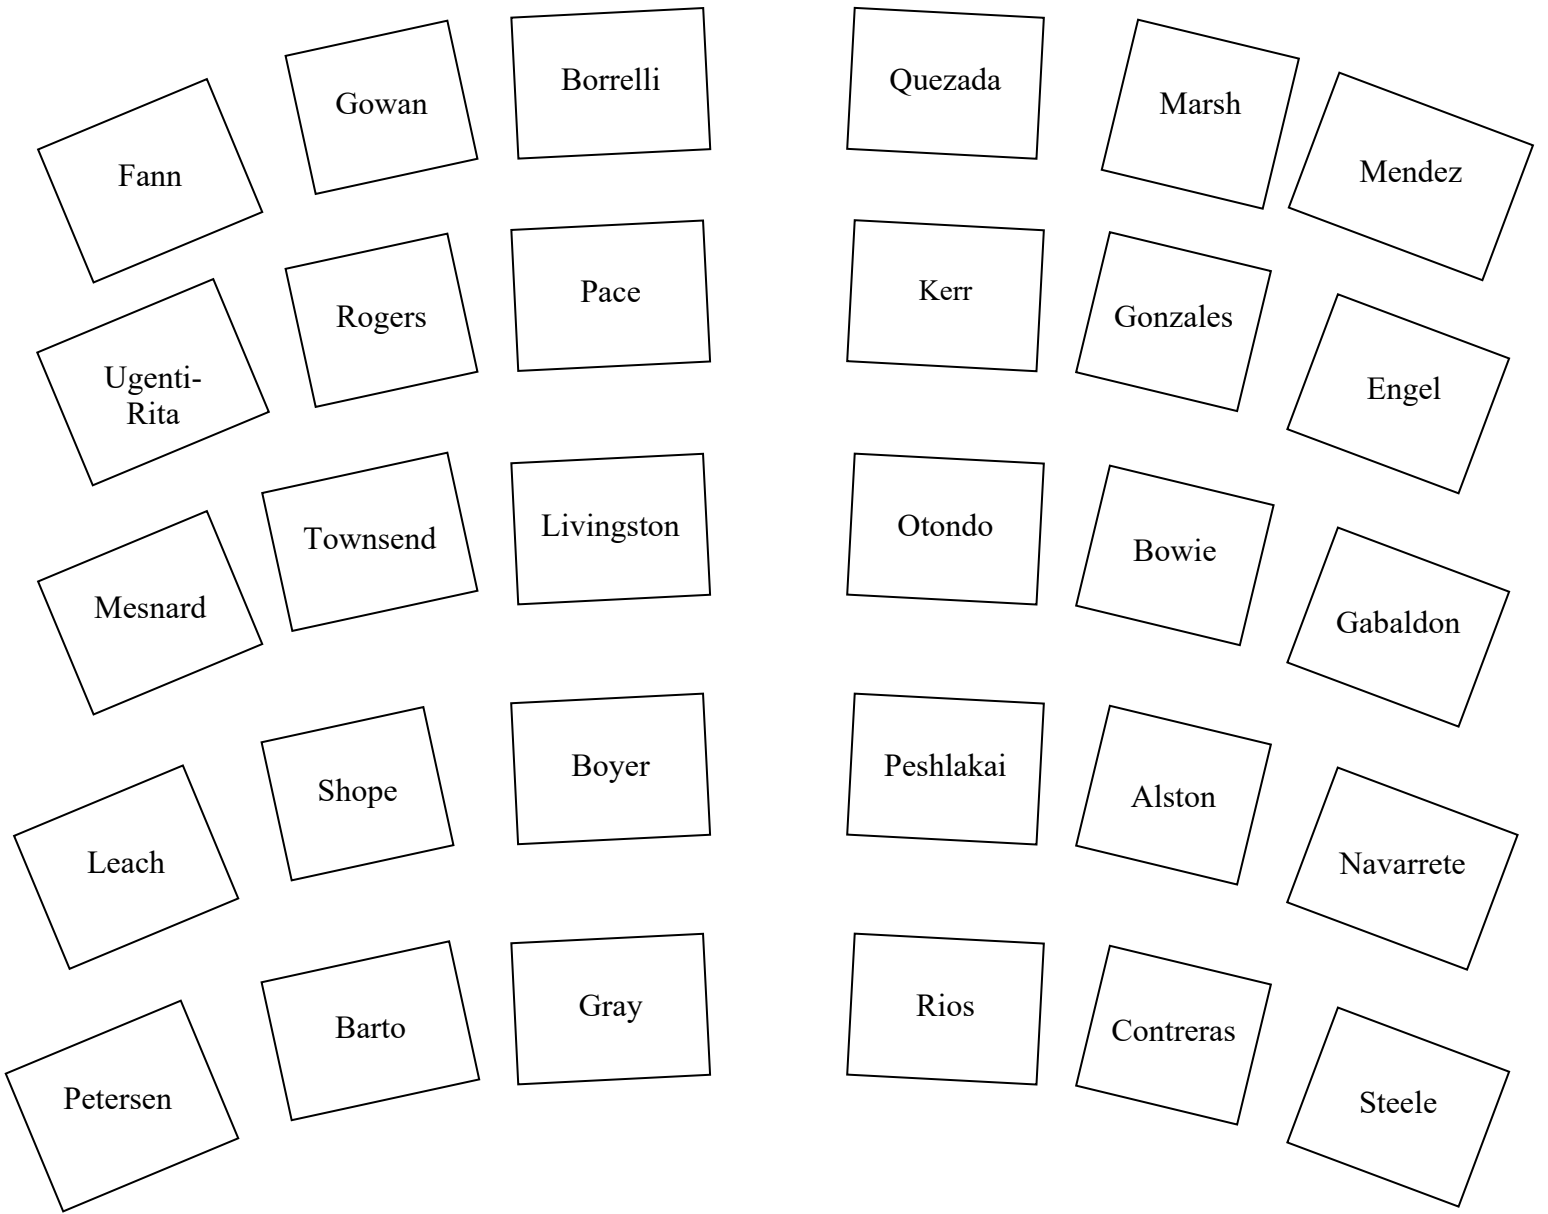 Fann
Gowan
Borrelli
Quezada
Marsh
Mendez
Ugenti-
Rita
Rogers
Pace
Kerr
Gonzales
Engel
Mesnard
Townsend
Livingston
Otondo
Bowie
Gabaldon
Leach
Shope
Boyer
Peshlakai
Alston
Navarrete
Petersen
Barto
Gray
Rios
Contreras
Steele